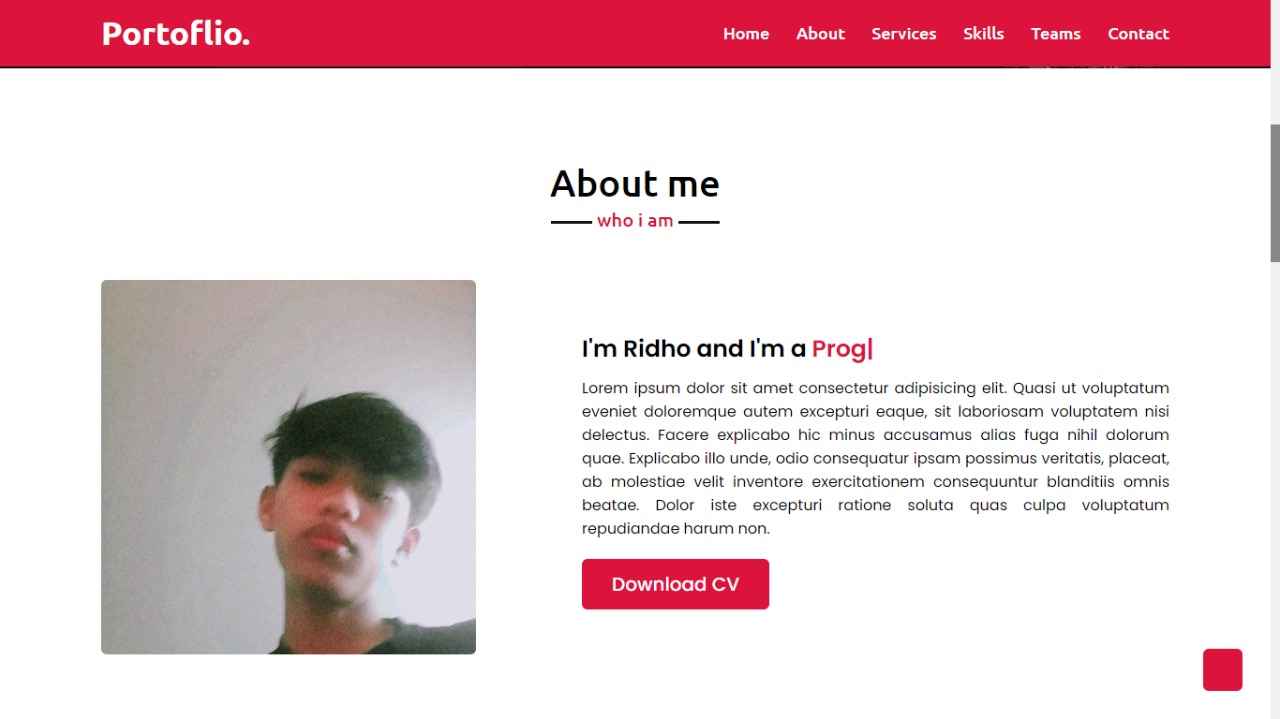 Portoflio.
Home About Services Skills Teams Contact
About me
who i am
I'm Ridho and I'm a Prog|
Lorem ipsum dolor sit amet consectetur adipisicing elit. Quasi ut voluptatum
eveniet doloremque autem excepturi eaque, sit laboriosam voluptatem nisi
delectus. Facere explicabo hic minus accusamus alias fuga nihil dolorum
quae. Explicabo illo unde, odio consequatur ipsam possimus veritatis, placeat,
ab molestiae velit inventore exercitationem consequuntur blanditiis omnis
beatae. Dolor iste excepturi ratione soluta quas culpa voluptatum
repudiandae harum non.
Download CV